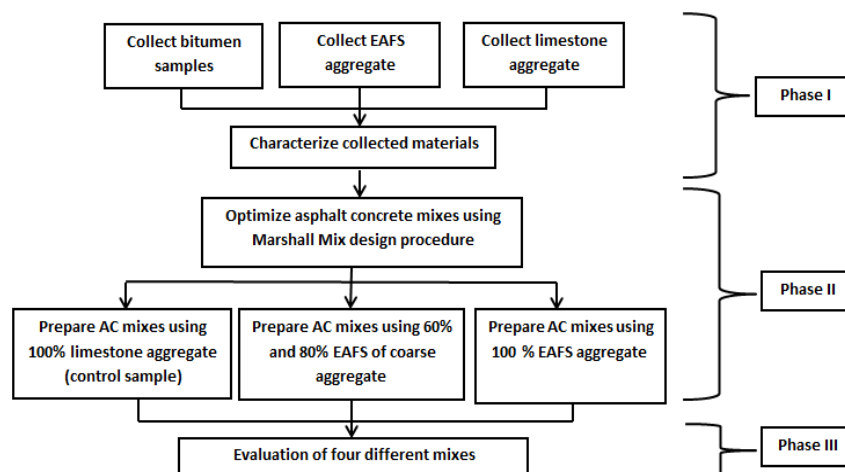 Collect bitumen
samples
Collect EAFS
aggregate
Collect limestone
aggregate
Phase I
Characterize collected materials
Optimize asphalt concrete mixes using
Marshall Mix design procedure
Phase II
Prepare AC mixes using
100% limestone aggregate
(control sample)
Prepare AC mixes using 60%
and 80% EAFS of coarse
aggregate
Prepare AC mixes using
100 % EAFS aggregate
Evaluation of four different mixes
Phase III